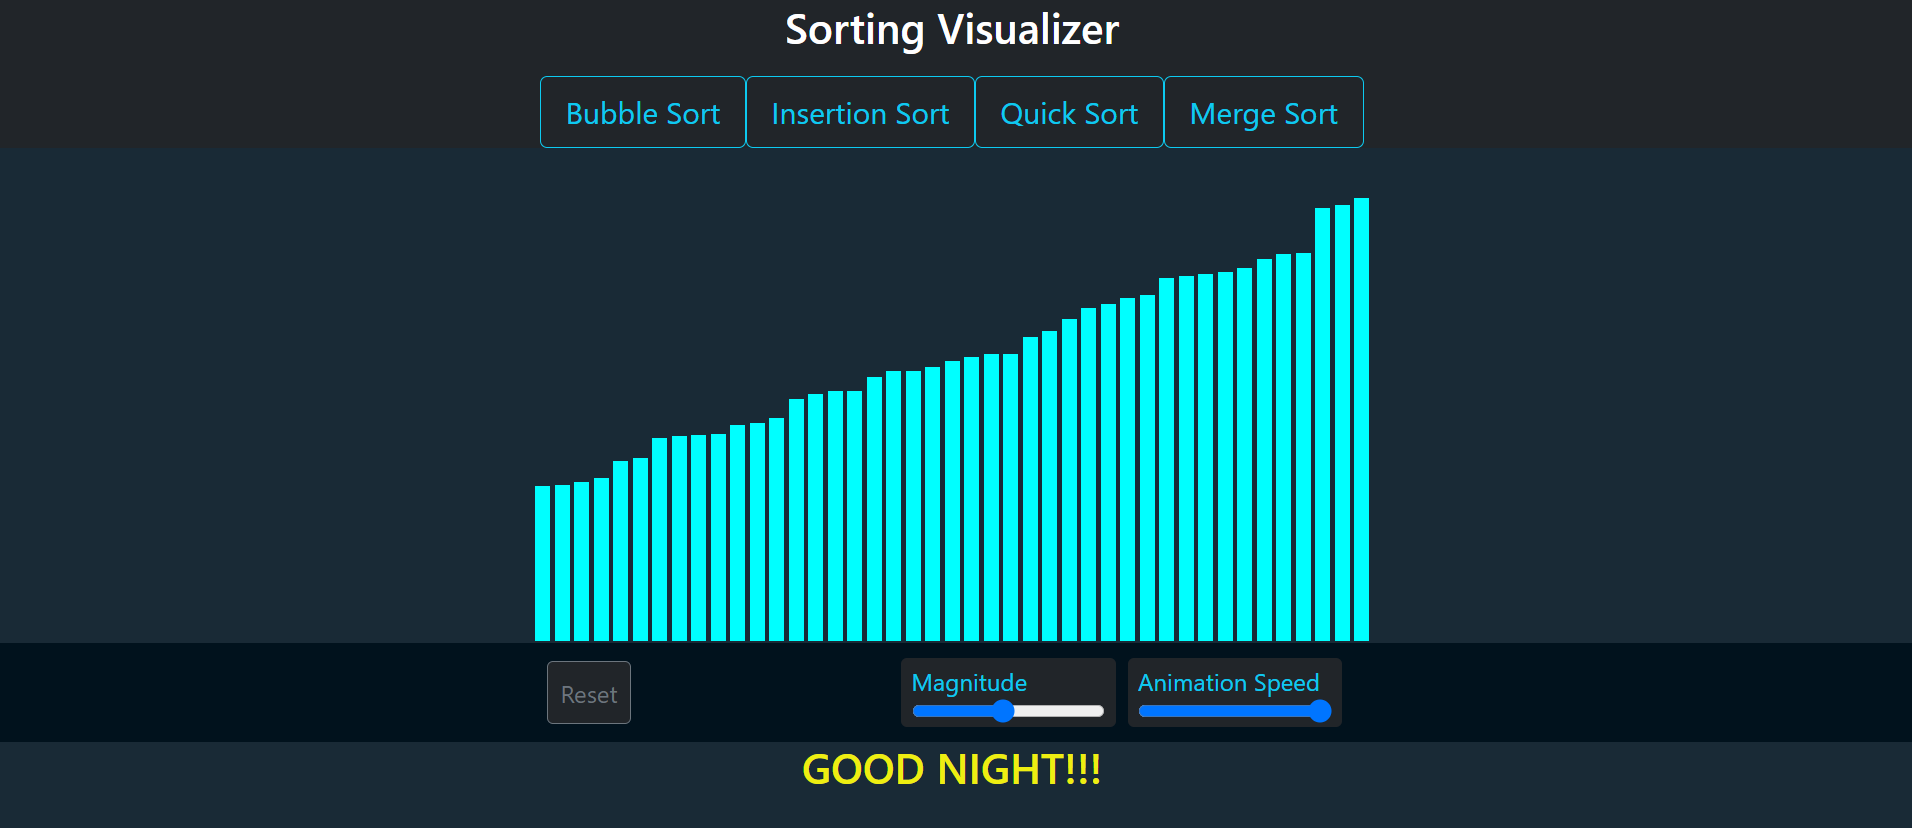 Sorting Visualizer
Bubble Sort Insertion Sort Quick Sort Merge Sort
Reset Magnitude Animation Speed
GOOD NIGHT!!!